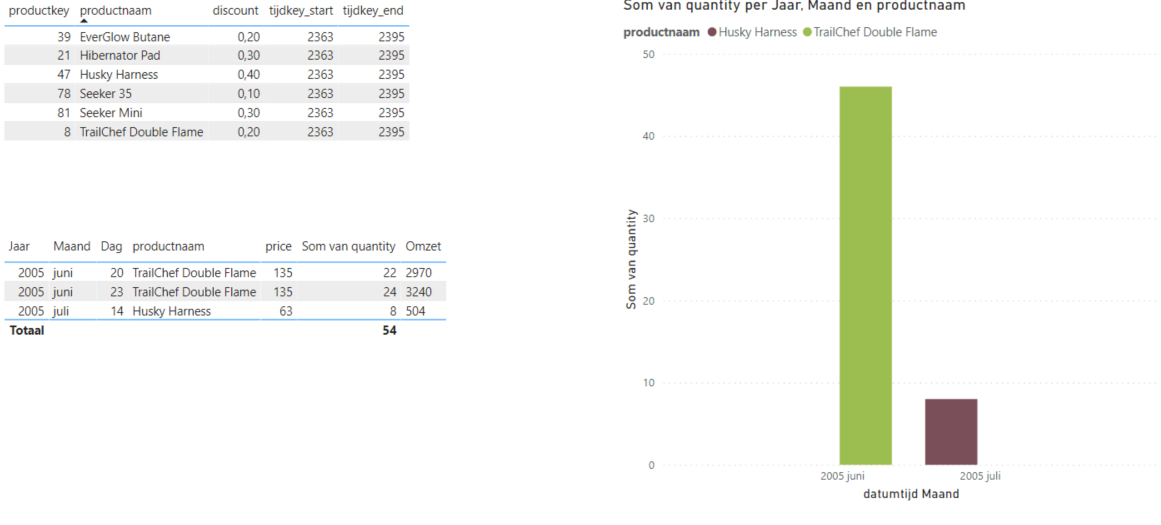 productkey productnaam discount tijdkey_start tijdkey_end
39 EverGlow Butane 0,20 2363 2395
21 Hibernator Pad 0,30 2363 2395
47 Husky Harness 0,40 2363 2395
78 Seeker 35 0,10 2363 2395
81 Seeker Mini 0,30 2363 2395
8 TrailChef Double Flame 0,20 2363 2395
Jaar Maand Dag productnaam price Som van quantity Omzet
2005 juni 20 TrailChef Double Flame 135 22 2970
2005 juni 23 TrailChef Double Flame 135 24 3240
2005 juli 14 Husky Harness 63 8 504
Totaal 54
Som van quantity per Jaar, Maand en productnaam
productnaam Husky Harness TrailChef Double Flame
50
40
30
20
10
0
Som van quantity
2005 juni 2005 juli
datumtijd Maand